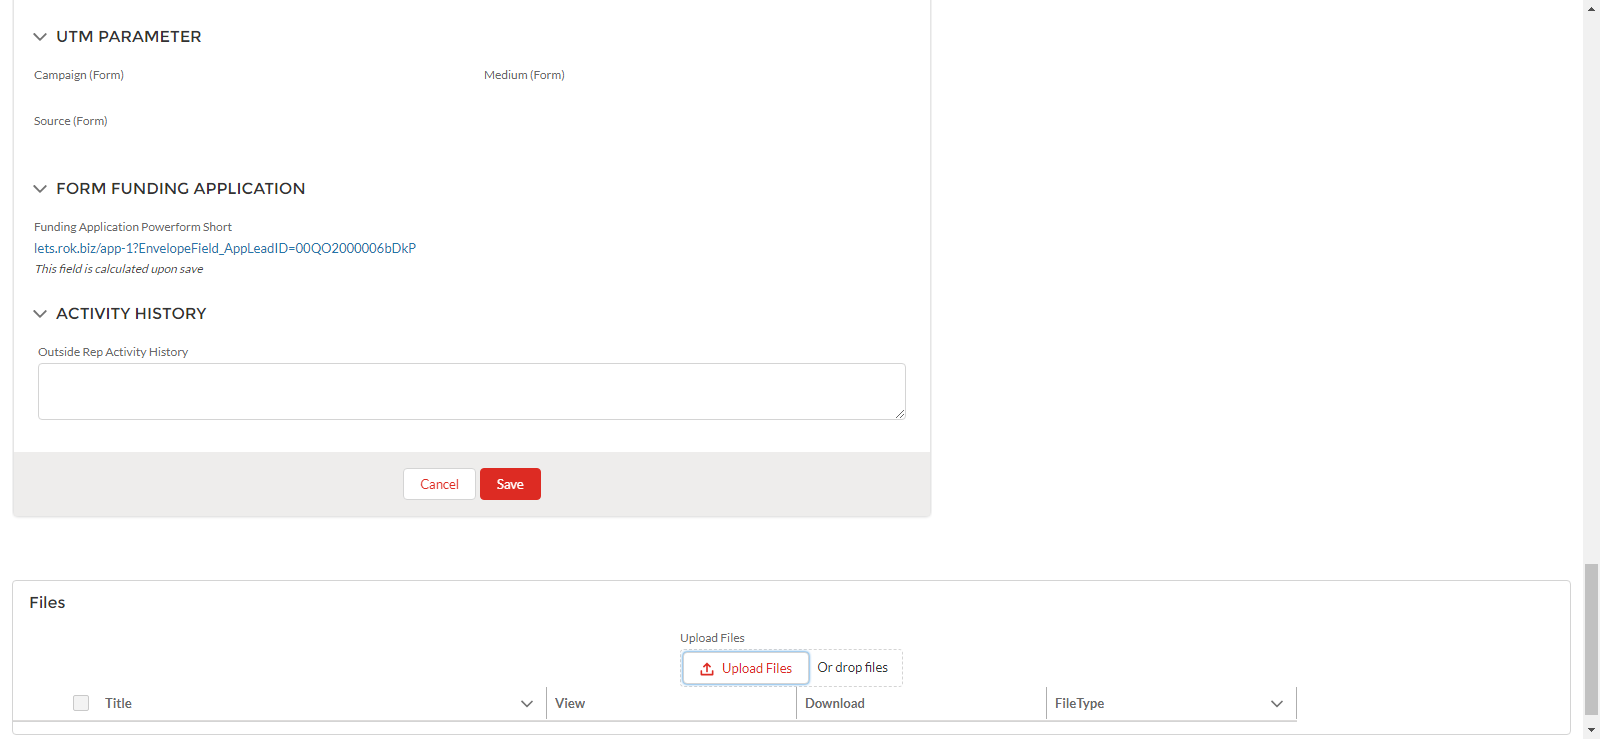 UTM PARAMETER
Campaign (Form)
Medium (Form)
Source (Form)
FORM FUNDING APPLICATION
Funding Application Powerform Short
lets.rok.biz/app-1?EnvelopeField_AppLeadID=00QO2000006bDkP
This field is calculated upon save
ACTIVITY HISTORY
Outside Rep Activity History
Cancel Save
Files
Upload Files
Upload Files Or drop files
Title View Download FileType